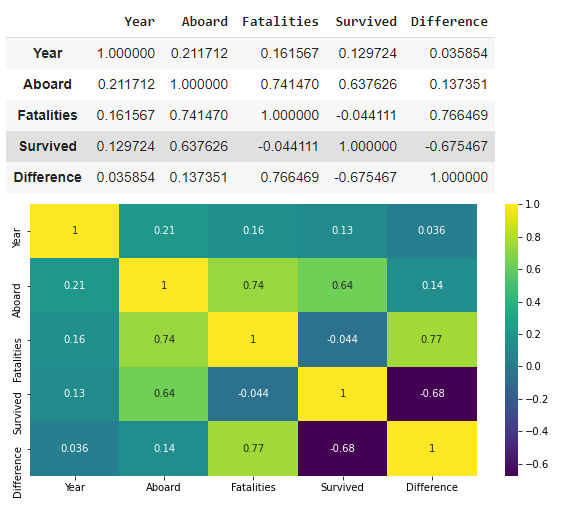 Year Aboard Fatalities Survived Difference
Year 1.000000 0.211712 0.161567 0.129724 0.035854
Aboard 0.211712 1.000000 0.741470 0.637626 0.137351
Fatalities 0.161567 0.741470 1.000000 -0.044111 0.766469
Survived 0.129724 0.637626 -0.044111 1.000000 -0.675467
Difference 0.035854 0.137351 0.766469 -0.675467 1.000000
Year 1 0.21 0.16 0.13 0.036
Aboard 0.21 1 0.74 0.64 0.14
Fatalities 0.16 0.74 1 -0.044 0.77
Survived 0.13 0.64 -0.044 1 -0.68
Difference 0.036 0.14 0.77 -0.68 1
Year Aboard Fatalities Survived Difference
1.0
0.8
0.6
0.4
0.2
0.0
−0.2
−0.4
−0.6